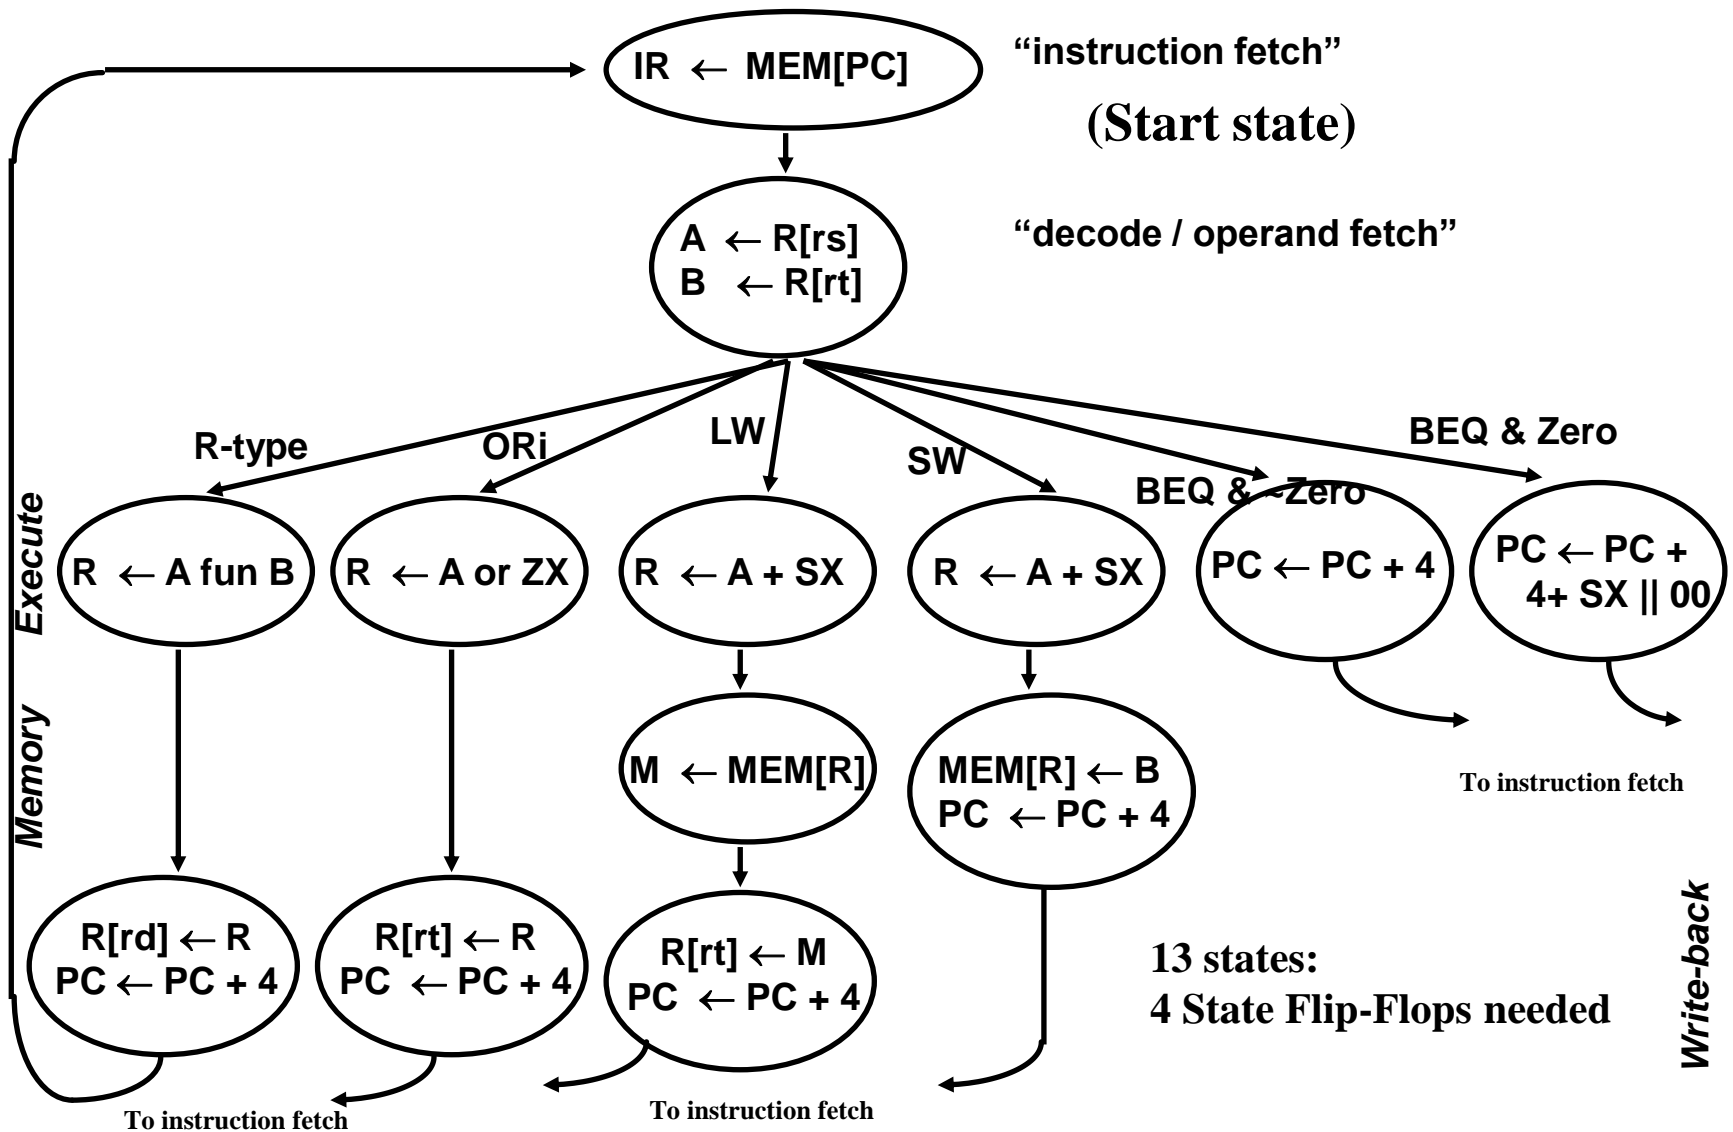 IR ← MEM[PC]
“instruction fetch”
(Start state)
A ← R[rs]
B ← R[rt]
“decode / operand fetch”
R-type
ORi
LW
SW
BEQ & ~Zero
BEQ & Zero
Execute
R ← A fun B
R ← A or ZX
R ← A + SX
R ← A + SX
PC ← PC + 4
PC ← PC +
4+ SX || 00
Memory
M ← MEM[R]
MEM[R] ← B
PC ← PC + 4
To instruction fetch
Write-back
R[rd] ← R
PC ← PC + 4
R[rt] ← R
PC ← PC + 4
R[rt] ← M
PC ← PC + 4
13 states:
4 State Flip-Flops needed
To instruction fetch
To instruction fetch